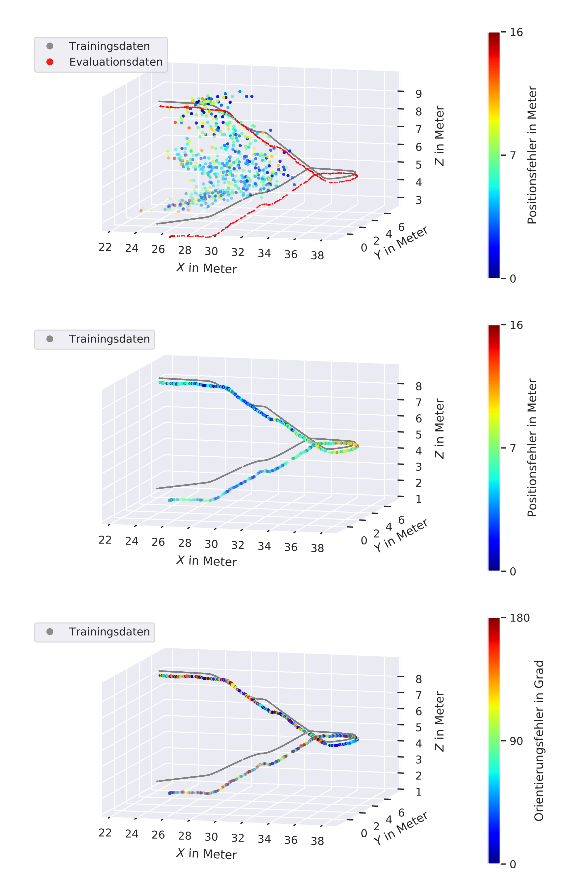 Trainingsdaten
Evaluationsdaten
16
7
0
Positionsfehler in Meter
9
8
7
6
5
4
3
Z in Meter
22 24 26 28 30 32 34 36 38
X in Meter
0 2 4 6
Y in Meter
Trainingsdaten
16
7
0
Positionsfehler in Meter
8
7
6
5
4
3
2
1
Z in Meter
22 24 26 28 30 32 34 36 38
X in Meter
0 2 4 6
Y in Meter
Trainingsdaten
180
90
0
Orientierungsfehler in Grad
8
7
6
5
4
3
2
1
Z in Meter
22 24 26 28 30 32 34 36 38
X in Meter
0 2 4 6
Y in Meter